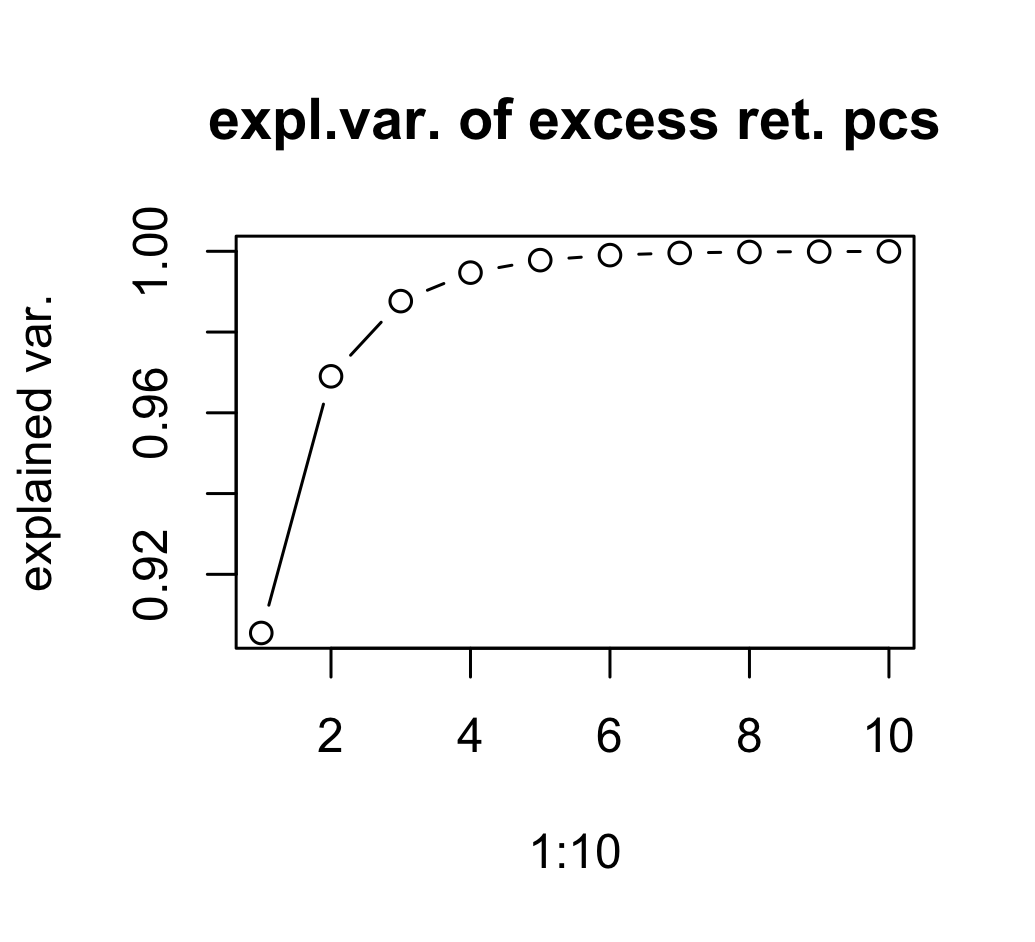 expl.var. of excess ret. pcs
explained var.
1.00
0.96
0.92
2 4 6 8 10
1:10